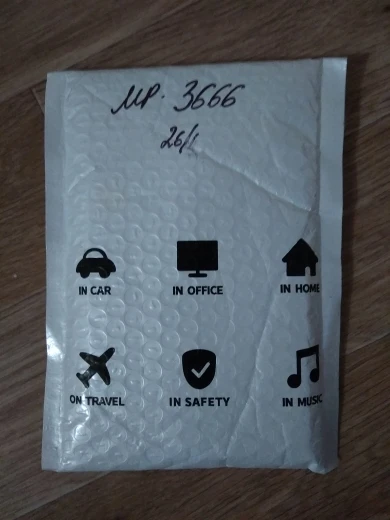 MP. 3666
26/1
IN CAR
IN OFFICE
IN HOME
ON TRAVEL
IN SAFETY
IN MUSIC